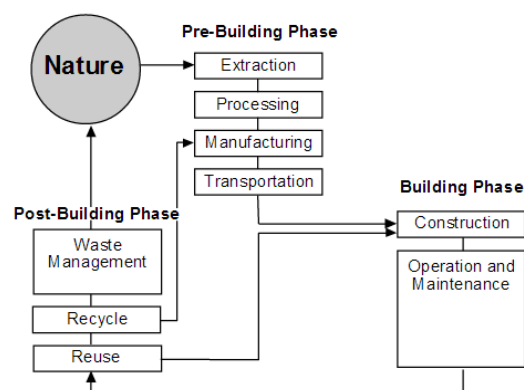 Pre-Building Phase
Nature
Extraction
Processing
Manufacturing
Transportation
Building Phase
Post-Building Phase
Construction
Waste
Management
Operation and
Maintenance
Recycle
Reuse